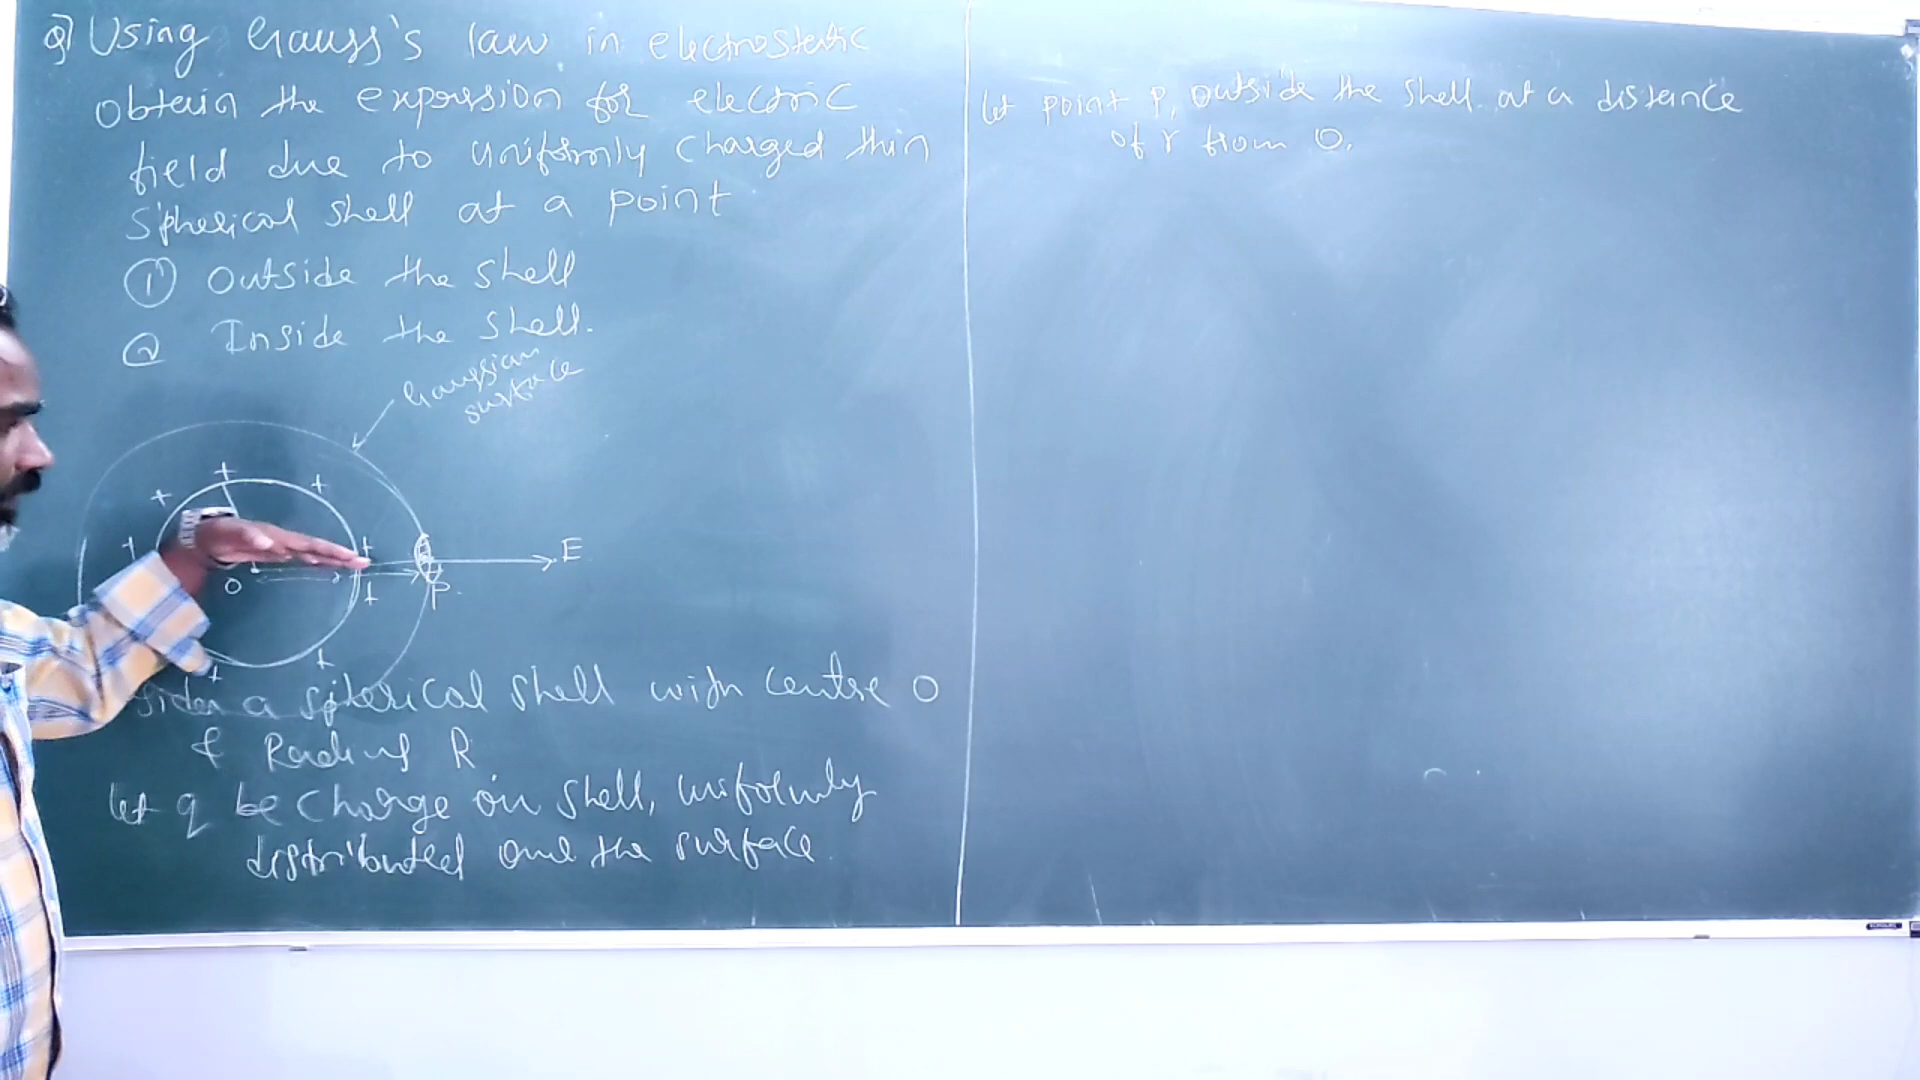 Q] Using Gauss's law in electrostatic
obtain the expression for electric
field due to uniformly charged thin
spherical shell at a point
① outside the shell
② Inside the shell.
Gaussian
surface
+ + + + + + + +
E
O
P.
sider a spherical shell with centre O
& Radius R.
let q be charge on shell, uniformly
distributed over the surface.
let point P, outside the shell at a distance
of r from O.